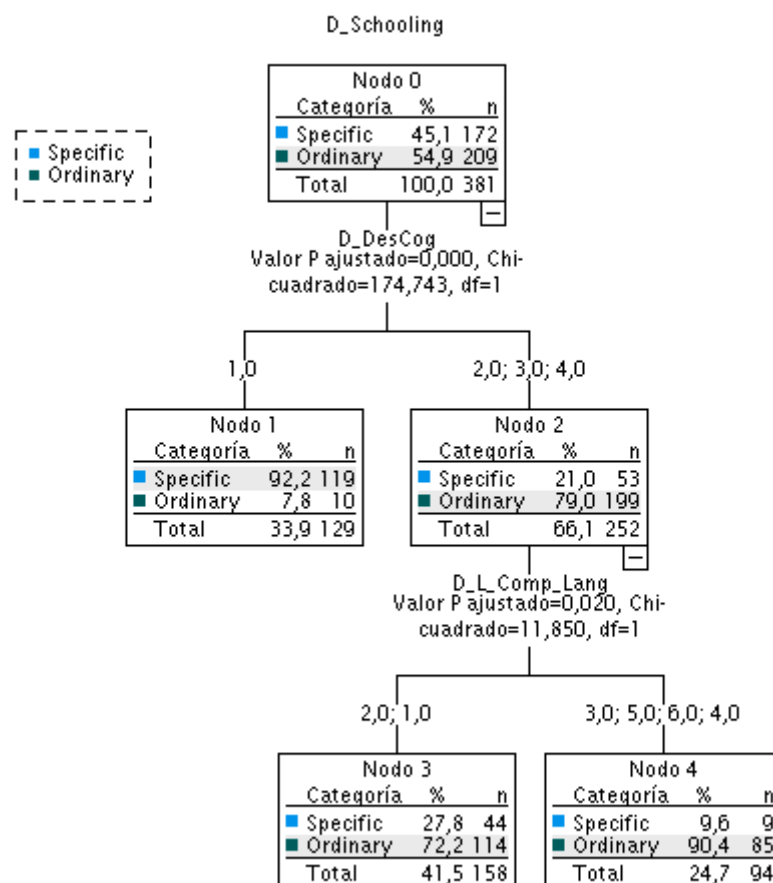 D_Schooling
Specific
Ordinary
Nodo 0
Categoría % n
Specific 45,1 172
Ordinary 54,9 209
Total 100,0 381
D_DesCog
Valor P ajustado=0,000, Chi-
cuadrado=174,743, df=1
1,0
2,0; 3,0; 4,0
Nodo 1
Categoría % n
Specific 92,2 119
Ordinary 7,8 10
Total 33,9 129
Nodo 2
Categoría % n
Specific 21,0 53
Ordinary 79,0 199
Total 66,1 252
D_L_Comp_Lang
Valor P ajustado=0,020, Chi-
cuadrado=11,850, df=1
2,0; 1,0
3,0; 5,0; 6,0; 4,0
Nodo 3
Categoría % n
Specific 27,8 44
Ordinary 72,2 114
Total 41,5 158
Nodo 4
Categoría % n
Specific 9,6 9
Ordinary 90,4 85
Total 24,7 94